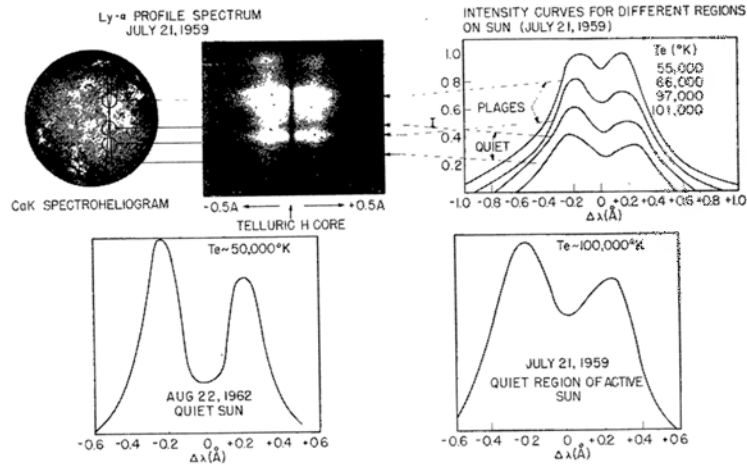 Ly-α PROFILE SPECTRUM
JULY 21, 1959
CaK SPECTROHELIOGRAM
-0.5A
+0.5A
TELLURIC H CORE
INTENSITY CURVES FOR DIFFERENT REGIONS
ON SUN (JULY 21, 1959)
Te (°K)
55,000
66,000
97,000
101,000
1.0
0.8
0.6
I 0.4
0.2
PLAGES
QUIET
-1.0 -0.8 -0.6 -0.4 -0.2 0 0.2 0.4 0.6 0.8 +1.0
Δλ(Å)
Te~50,000°K
AUG 22, 1962
QUIET SUN
-0.6 -0.4 -0.2 0 +0.2 +0.4 +0.6
Δλ(Å)
Te~100,000°K
JULY 21, 1959
QUIET REGION OF ACTIVE
SUN
-0.6 -0.4 -0.2 0 +0.2 +0.4 +0.6
Δλ(Å)